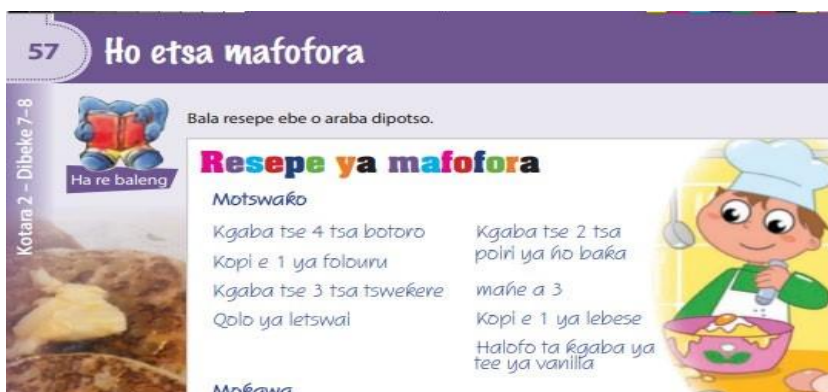 57
Ho etsa mafofora
Kotara 2 – Dibeke 7–8
Ha re baleng
Bala resepe ebe o araba dipotso.
Resepe ya mafofora
Motswako
Kgaba tse 4 tsa botoro
Kopi e 1 ya folouru
Kgaba tse 3 tsa tswekere
Qolo ya letswai
Kgaba tse 2 tsa
poiri ya ho baka
mahe a 3
Kopi e 1 ya lebese
Halofo ta kgaba ya
tee ya vanilla
Mokgwa